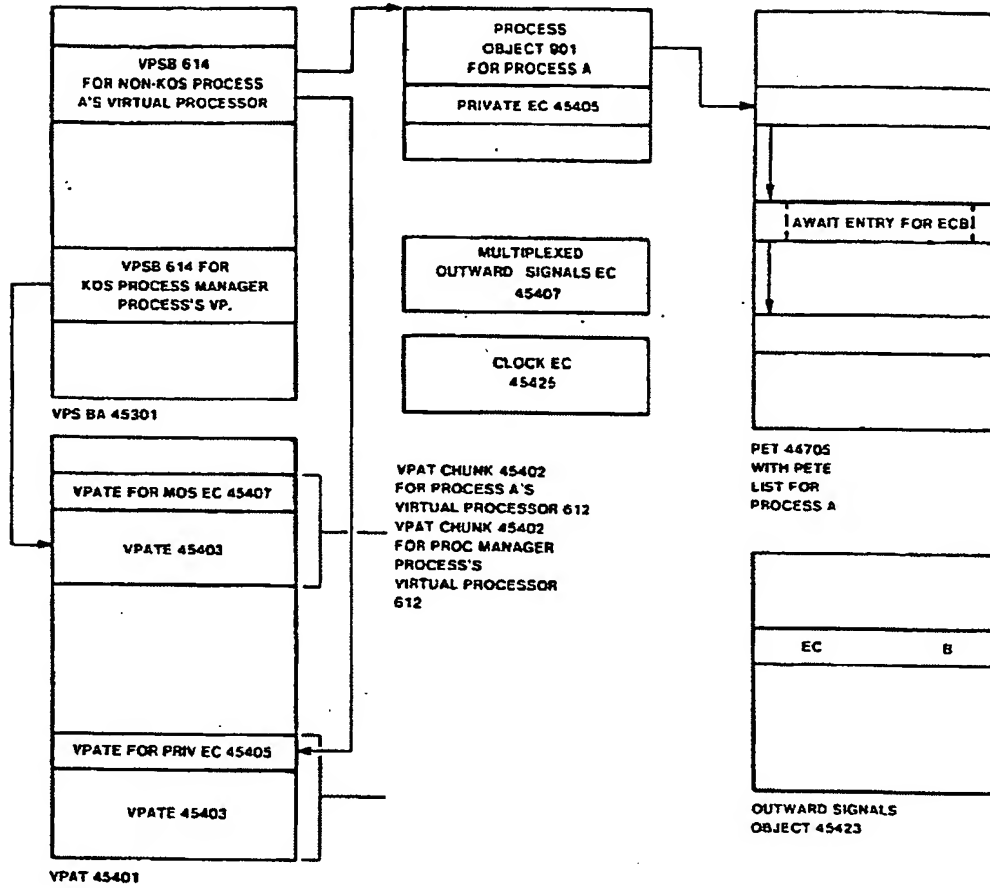 VPSB 614
FOR NON-KOS PROCESS
A'S VIRTUAL PROCESSOR
VPSB 614 FOR
KOS PROCESS MANAGER
PROCESS'S VP.
VPS BA 45301
VPATE FOR MOS EC 45407
VPATE 45403
VPATE FOR PRIV EC 45405
VPATE 45403
VPAT 45401
PROCESS
OBJECT 901
FOR PROCESS A
PRIVATE EC 45405
MULTIPLEXED
OUTWARD SIGNALS EC
45407
CLOCK EC
45425
VPAT CHUNK 45402
FOR PROCESS A'S
VIRTUAL PROCESSOR 612
VPAT CHUNK 45402
FOR PROC MANAGER
PROCESS'S
VIRTUAL PROCESSOR
612
AWAIT ENTRY FOR ECB
PET 44705
WITH PETE
LIST FOR
PROCESS A
EC B
OUTWARD SIGNALS
OBJECT 45423